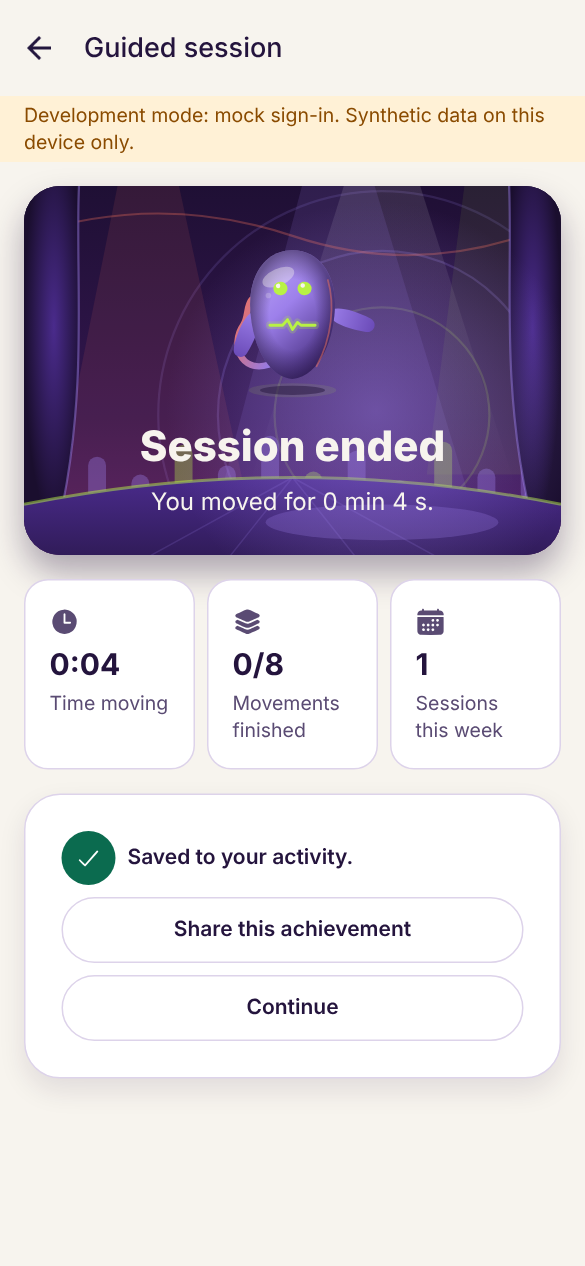 Guided session
Development mode: mock sign-in. Synthetic data on this
device only.
Session ended
You moved for 0 min 4 s.
0:04
Time moving
0/8
Movements
finished
1
Sessions
this week
Saved to your activity.
Share this achievement
Continue